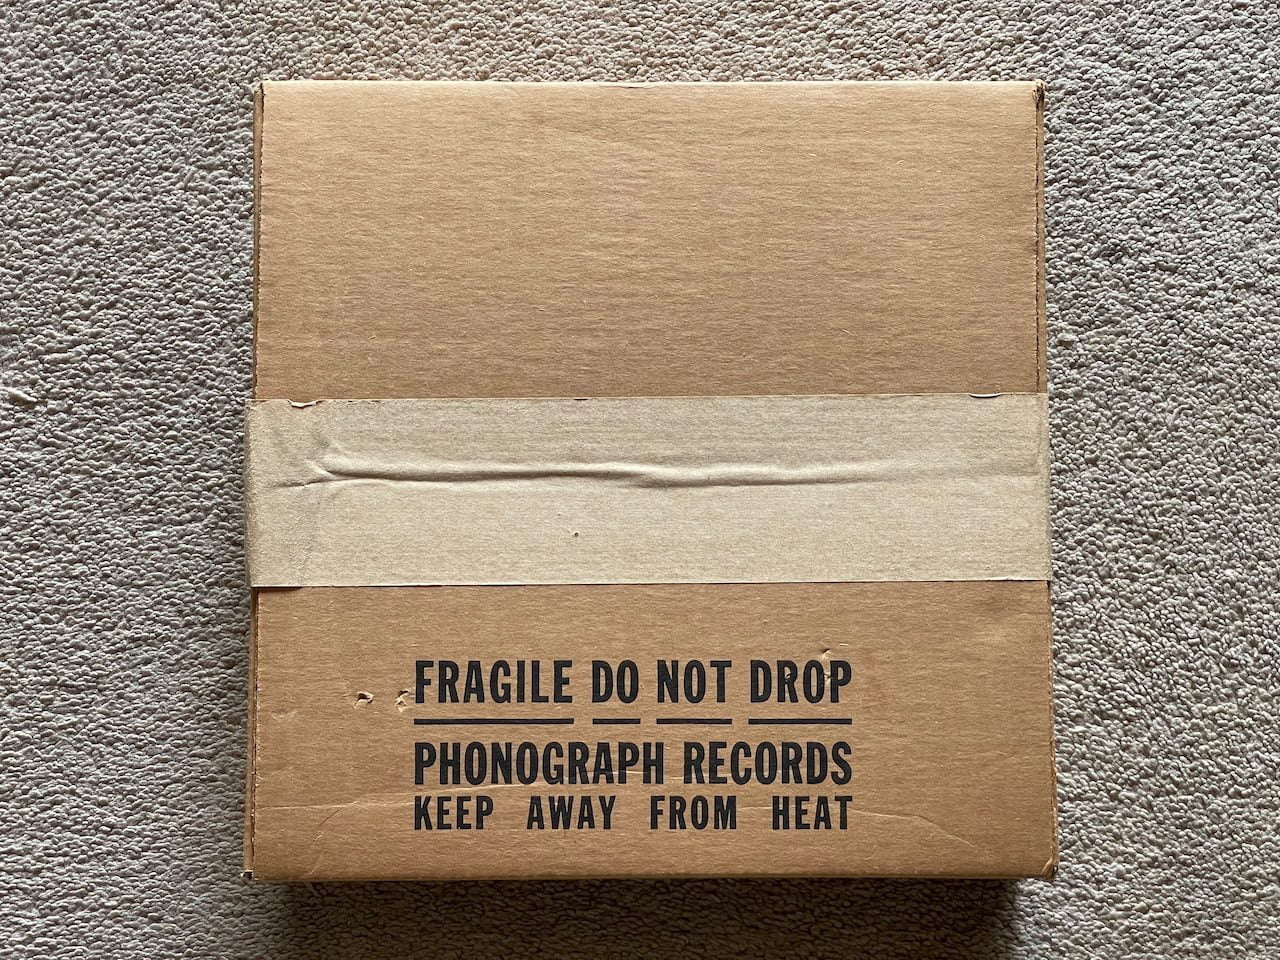 FRAGILE DO NOT DROP
PHONOGRAPH RECORDS
KEEP AWAY FROM HEAT